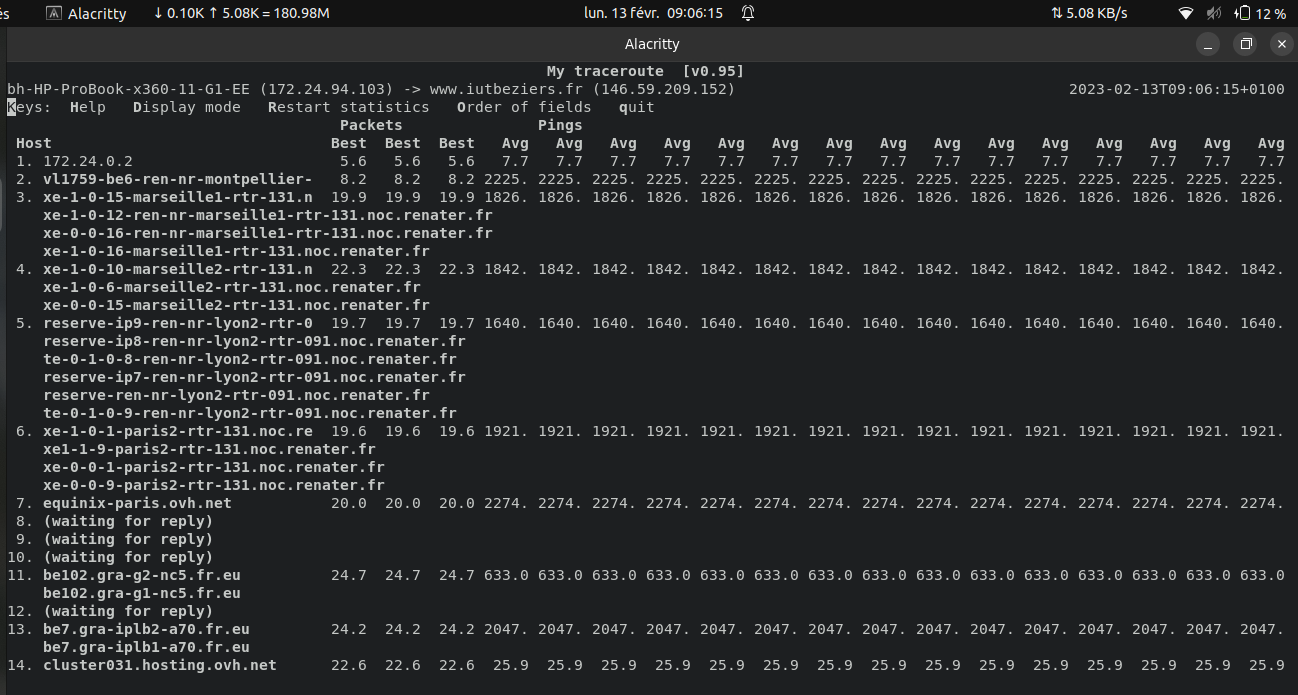 és Alacritty ↓ 0.10K ↑ 5.08K = 180.98M lun. 13 févr. 09:06:15 ⇅ 5.08 KB/s 12 %
Alacritty
My traceroute [v0.95]
bh-HP-ProBook-x360-11-G1-EE (172.24.94.103) -> www.iutbeziers.fr (146.59.209.152) 2023-02-13T09:06:15+0100
Keys: Help Display mode Restart statistics Order of fields quit
Packets Pings
Host Best Best Best Avg Avg Avg Avg Avg Avg Avg Avg Avg Avg Avg Avg Avg Avg Avg
1. 172.24.0.2 5.6 5.6 5.6 7.7 7.7 7.7 7.7 7.7 7.7 7.7 7.7 7.7 7.7 7.7 7.7 7.7 7.7 7.7
2. vl1759-be6-ren-nr-montpellier- 8.2 8.2 8.2 2225. 2225. 2225. 2225. 2225. 2225. 2225. 2225. 2225. 2225. 2225. 2225. 2225. 2225. 2225.
3. xe-1-0-15-marseille1-rtr-131.n 19.9 19.9 19.9 1826. 1826. 1826. 1826. 1826. 1826. 1826. 1826. 1826. 1826. 1826. 1826. 1826. 1826. 1826.
xe-1-0-12-ren-nr-marseille1-rtr-131.noc.renater.fr
xe-0-0-16-ren-nr-marseille1-rtr-131.noc.renater.fr
xe-1-0-16-marseille1-rtr-131.noc.renater.fr
4. xe-1-0-10-marseille2-rtr-131.n 22.3 22.3 22.3 1842. 1842. 1842. 1842. 1842. 1842. 1842. 1842. 1842. 1842. 1842. 1842. 1842. 1842. 1842.
xe-1-0-6-marseille2-rtr-131.noc.renater.fr
xe-0-0-15-marseille2-rtr-131.noc.renater.fr
5. reserve-ip9-ren-nr-lyon2-rtr-0 19.7 19.7 19.7 1640. 1640. 1640. 1640. 1640. 1640. 1640. 1640. 1640. 1640. 1640. 1640. 1640. 1640. 1640.
reserve-ip8-ren-nr-lyon2-rtr-091.noc.renater.fr
te-0-1-0-8-ren-nr-lyon2-rtr-091.noc.renater.fr
reserve-ip7-ren-nr-lyon2-rtr-091.noc.renater.fr
reserve-ren-nr-lyon2-rtr-091.noc.renater.fr
te-0-1-0-9-ren-nr-lyon2-rtr-091.noc.renater.fr
6. xe-1-0-1-paris2-rtr-131.noc.re 19.6 19.6 19.6 1921. 1921. 1921. 1921. 1921. 1921. 1921. 1921. 1921. 1921. 1921. 1921. 1921. 1921. 1921.
xe1-1-9-paris2-rtr-131.noc.renater.fr
xe-0-0-1-paris2-rtr-131.noc.renater.fr
xe-0-0-9-paris2-rtr-131.noc.renater.fr
7. equinix-paris.ovh.net 20.0 20.0 20.0 2274. 2274. 2274. 2274. 2274. 2274. 2274. 2274. 2274. 2274. 2274. 2274. 2274. 2274. 2274.
8. (waiting for reply)
9. (waiting for reply)
10. (waiting for reply)
11. be102.gra-g2-nc5.fr.eu 24.7 24.7 24.7 633.0 633.0 633.0 633.0 633.0 633.0 633.0 633.0 633.0 633.0 633.0 633.0 633.0 633.0 633.0
be102.gra-g1-nc5.fr.eu
12. (waiting for reply)
13. be7.gra-iplb2-a70.fr.eu 24.2 24.2 24.2 2047. 2047. 2047. 2047. 2047. 2047. 2047. 2047. 2047. 2047. 2047. 2047. 2047. 2047. 2047.
be7.gra-iplb1-a70.fr.eu
14. cluster031.hosting.ovh.net 22.6 22.6 22.6 25.9 25.9 25.9 25.9 25.9 25.9 25.9 25.9 25.9 25.9 25.9 25.9 25.9 25.9 25.9